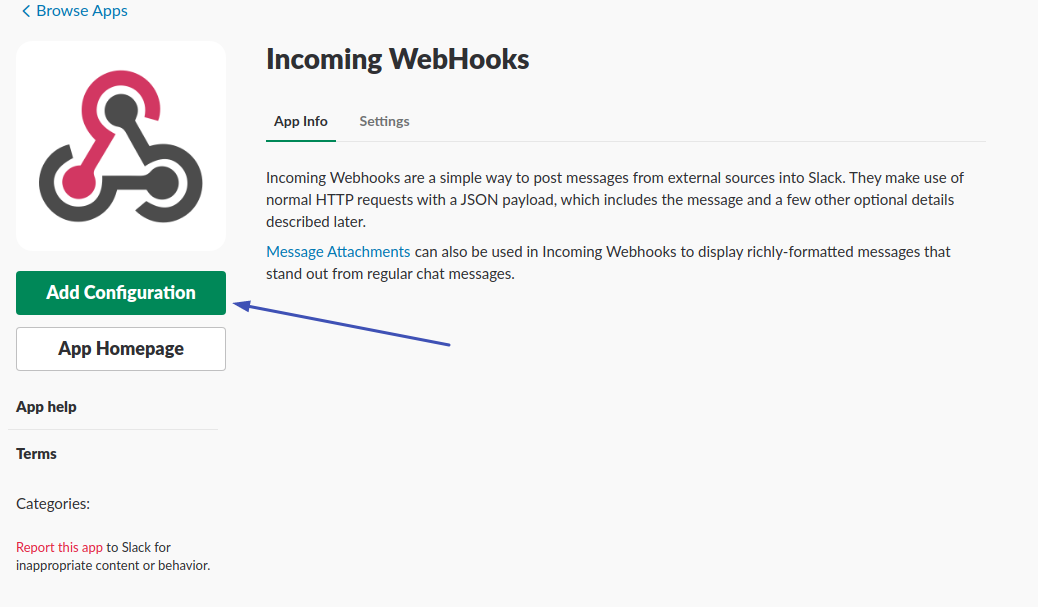 Browse Apps
Incoming WebHooks
App Info
Settings
Incoming Webhooks are a simple way to post messages from external sources into Slack. They make use of
normal HTTP requests with a JSON payload, which includes the message and a few other optional details
described later.
Message Attachments can also be used in Incoming Webhooks to display richly-formatted messages that
stand out from regular chat messages.
Add Configuration
App Homepage
App help
Terms
Categories:
Report this app to Slack for
inappropriate content or behavior.